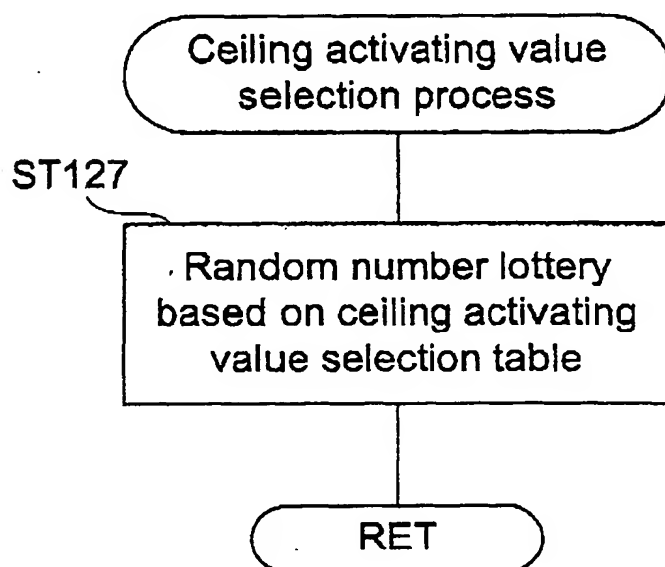 Ceiling activating value
selection process
ST127
Random number lottery
based on ceiling activating
value selection table
RET